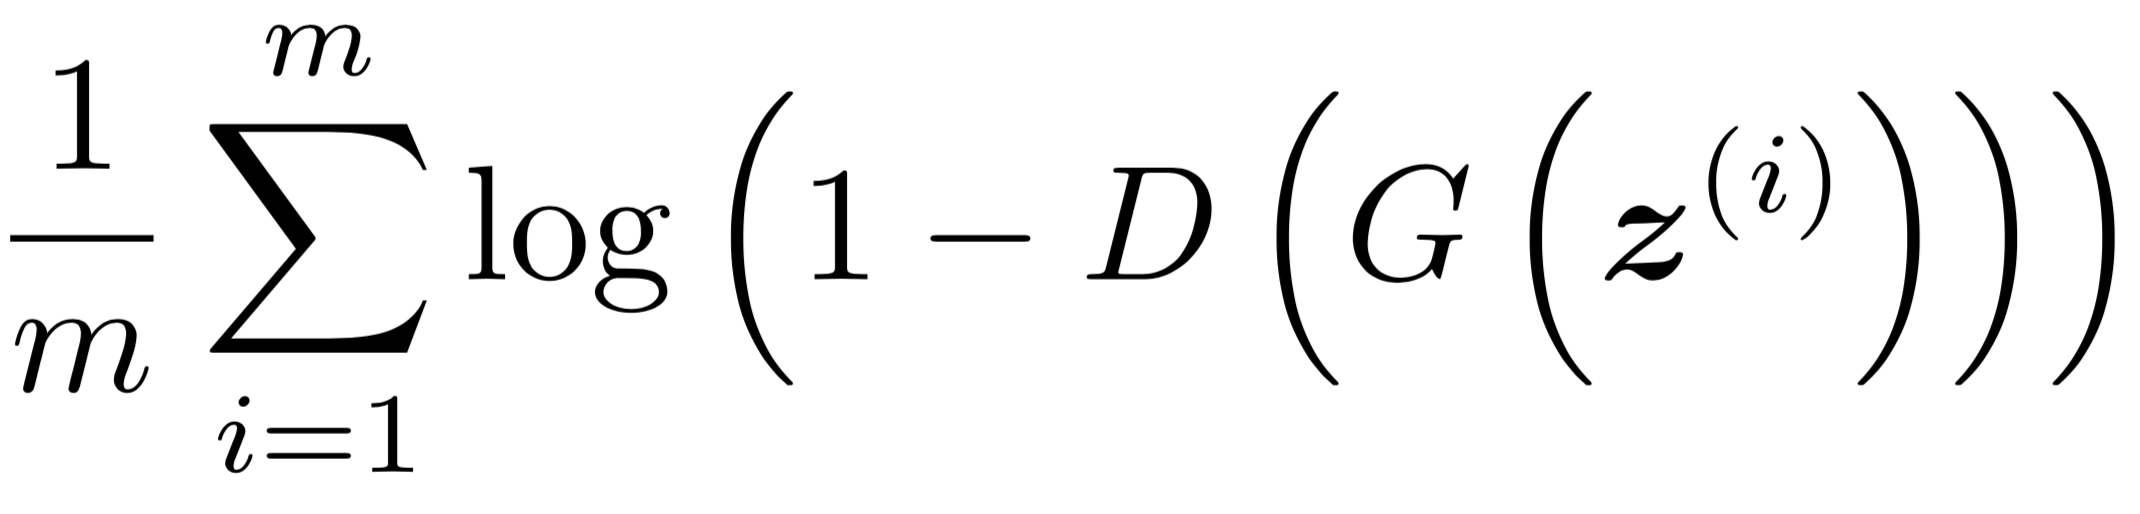 \frac{1}{m} \sum_{i=1}^{m} \log \left( 1 - D \left( G \left( \boldsymbol{z}^{(i)} \right) \right) \right)